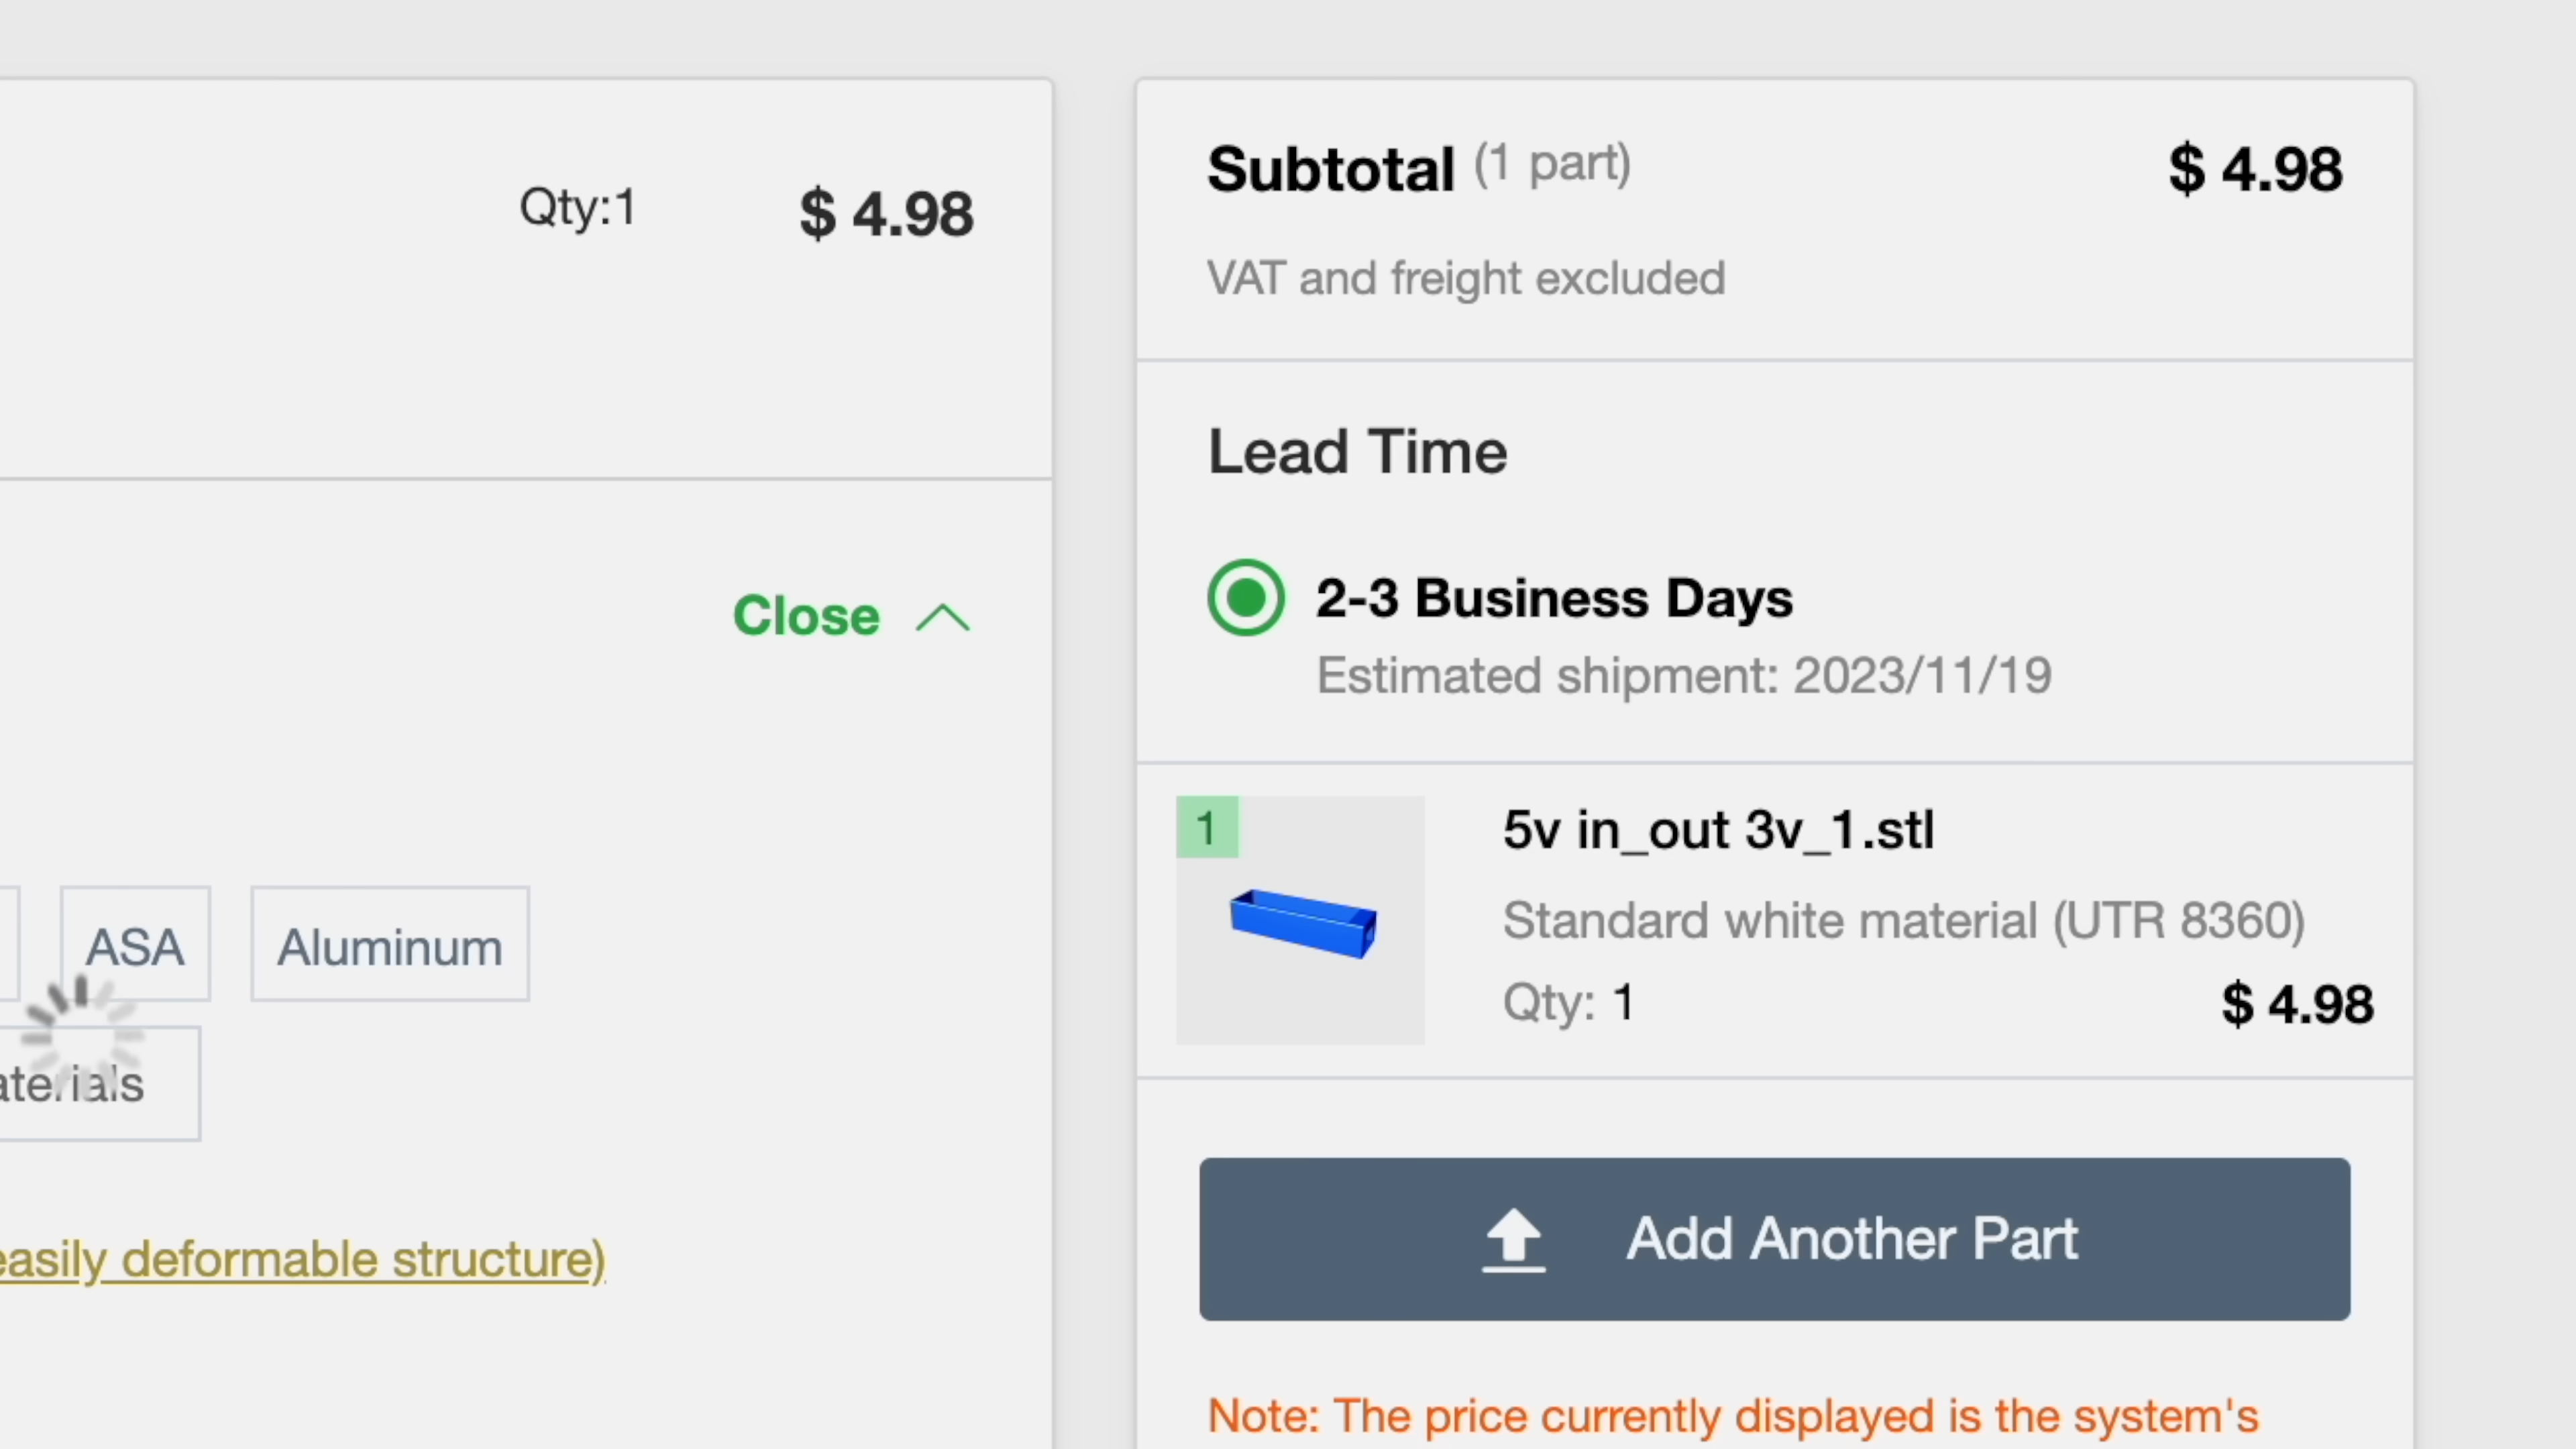 Qty:1 $ 4.98
Close
ASA Aluminum
aterials
easily deformable structure)
Subtotal (1 part) $ 4.98
VAT and freight excluded
Lead Time
2-3 Business Days
Estimated shipment: 2023/11/19
1
5v in_out 3v_1.stl
Standard white material (UTR 8360)
Qty: 1 $ 4.98
Add Another Part
Note: The price currently displayed is the system's